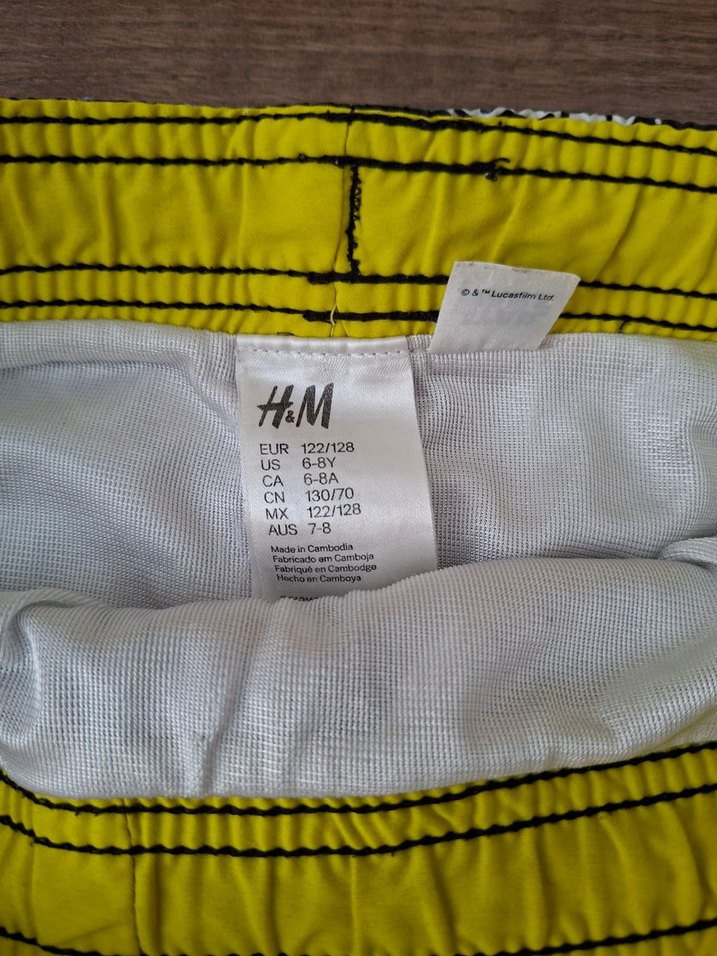 © & ™ Lucasfilm Ltd.
H&M
EUR 122/128
US 6-8Y
CA 6-8A
CN 130/70
MX 122/128
AUS 7-8
Made in Cambodia
Fabricado em Camboja
Fabriqué en Cambodge
Hecho en Camboya